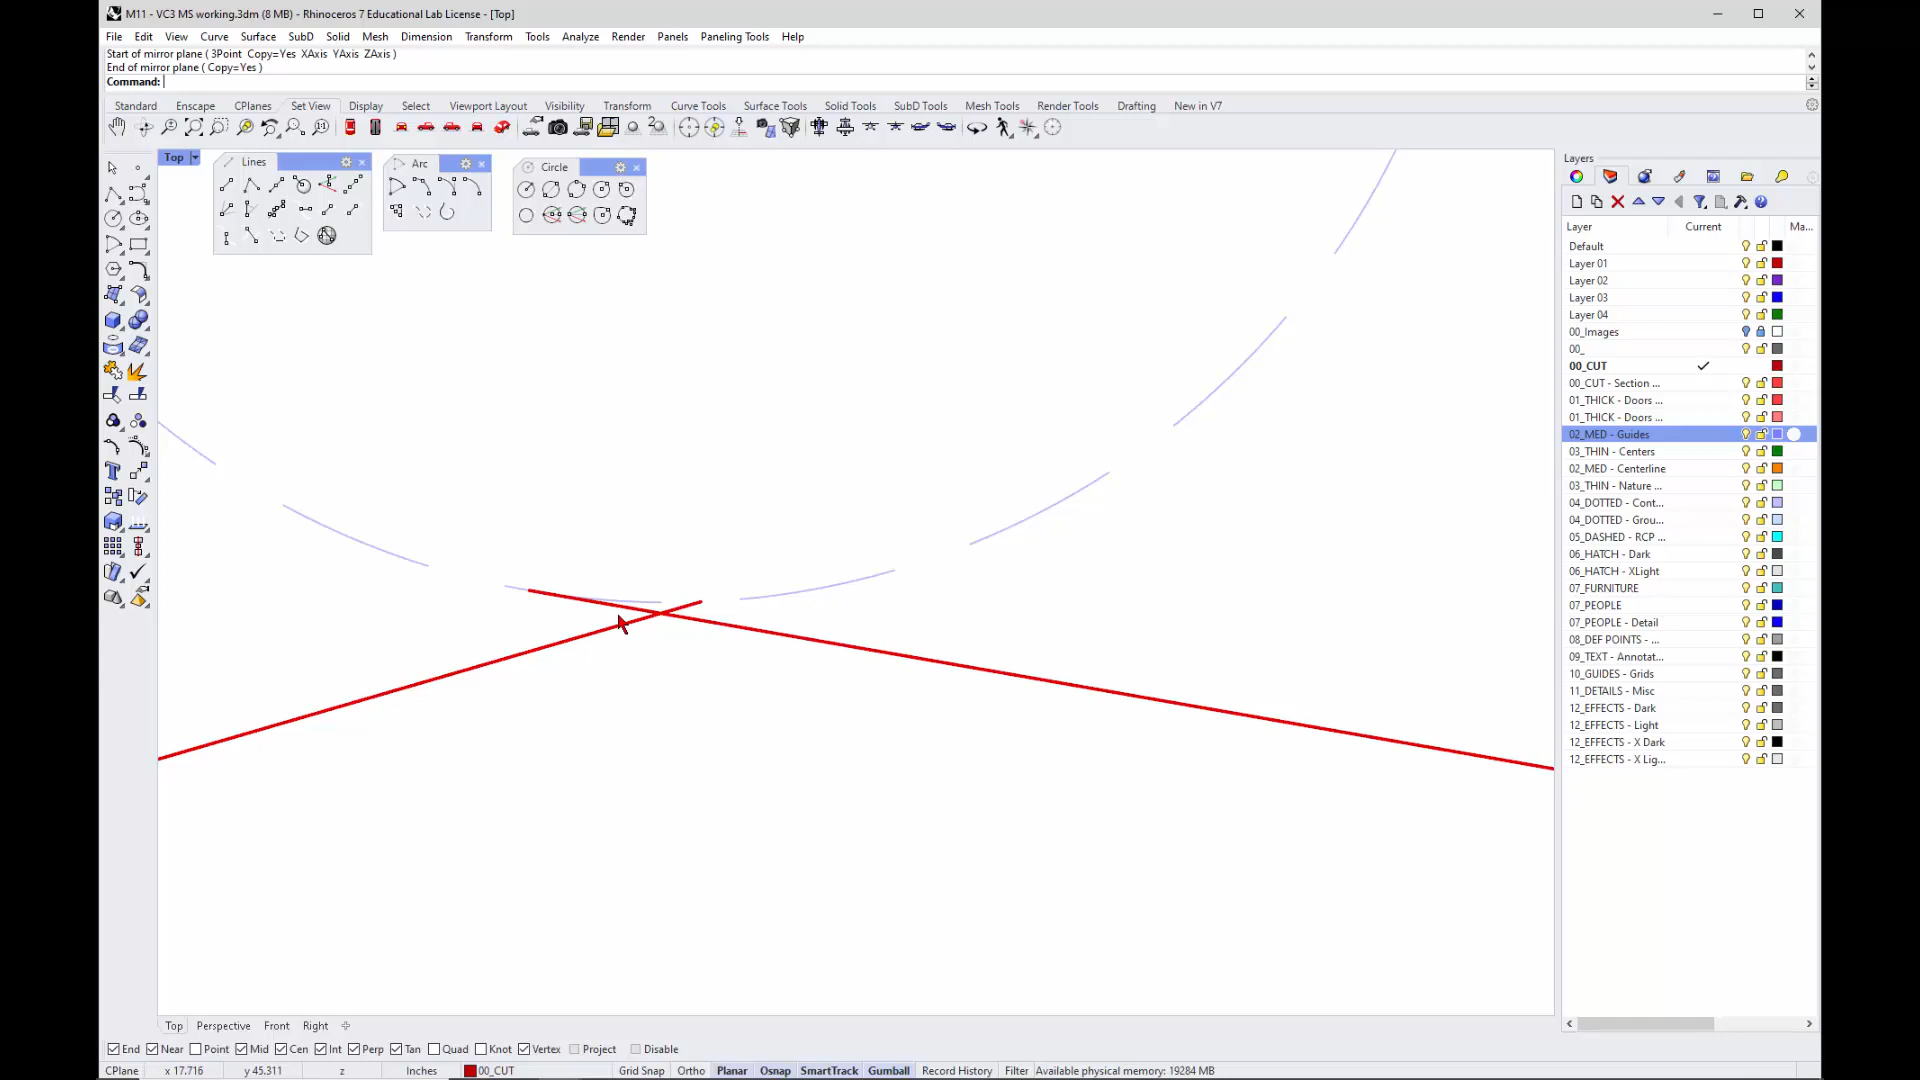 M11 - VC3 MS working.3dm (8 MB) - Rhinoceros 7 Educational Lab License - [Top]
File Edit View Curve Surface SubD Solid Mesh Dimension Transform Tools Analyze Render Panels Paneling Tools Help
Start of mirror plane ( 3Point Copy=Yes XAxis YAxis ZAxis )
End of mirror plane ( Copy=Yes )
Command:
Standard Enscape CPlanes Set View Display Select Viewport Layout Visibility Transform Curve Tools Surface Tools Solid Tools SubD Tools Mesh Tools Render Tools Drafting New in V7
Top
Lines
Arc
Circle
Layers
Layer Current Ma...
Default
Layer 01
Layer 02
Layer 03
Layer 04
00_Images
00_
00_CUT
00_CUT - Section ...
01_THICK - Doors ...
01_THICK - Doors ...
02_MED - Guides
03_THIN - Centers
02_MED - Centerline
03_THIN - Nature ...
04_DOTTED - Cont...
04_DOTTED - Grou...
05_DASHED - RCP ...
06_HATCH - Dark
06_HATCH - XLight
07_FURNITURE
07_PEOPLE
07_PEOPLE - Detail
08_DEF POINTS - ...
09_TEXT - Annotat...
10_GUIDES - Grids
11_DETAILS - Misc
12_EFFECTS - Dark
12_EFFECTS - Light
12_EFFECTS - X Dark
12_EFFECTS - X Lig...
Top Perspective Front Right
End Near Point Mid Cen Int Perp Tan Quad Knot Vertex Project Disable
CPlane x 17.716 y 45.311 z Inches 00_CUT Grid Snap Ortho Planar Osnap SmartTrack Gumball Record History Filter Available physical memory: 19284 MB